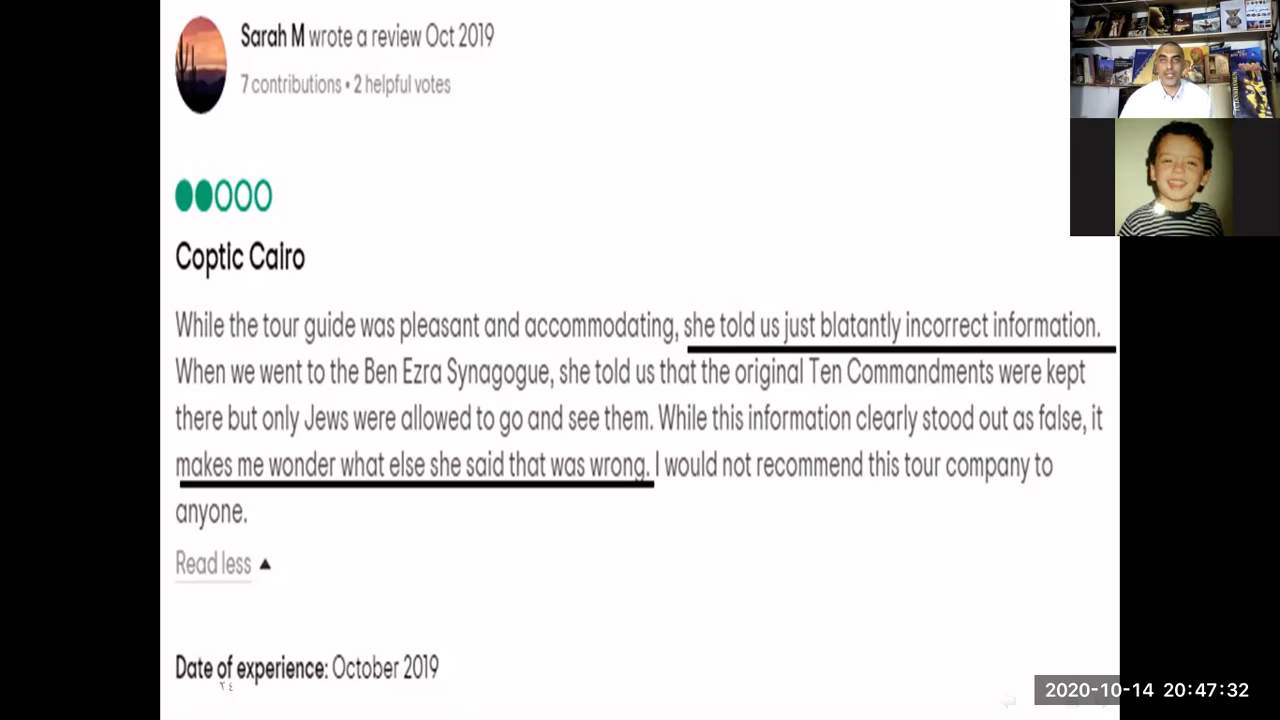 Sarah M wrote a review Oct 2019
7 contributions • 2 helpful votes
Coptic Cairo
While the tour guide was pleasant and accommodating, she told us just blatantly incorrect information.
When we went to the Ben Ezra Synagogue, she told us that the original Ten Commandments were kept
there but only Jews were allowed to go and see them. While this information clearly stood out as false, it
makes me wonder what else she said that was wrong. I would not recommend this tour company to
anyone.
Read less ▲
Date of experience: October 2019
٢٤
2020-10-14 20:47:32